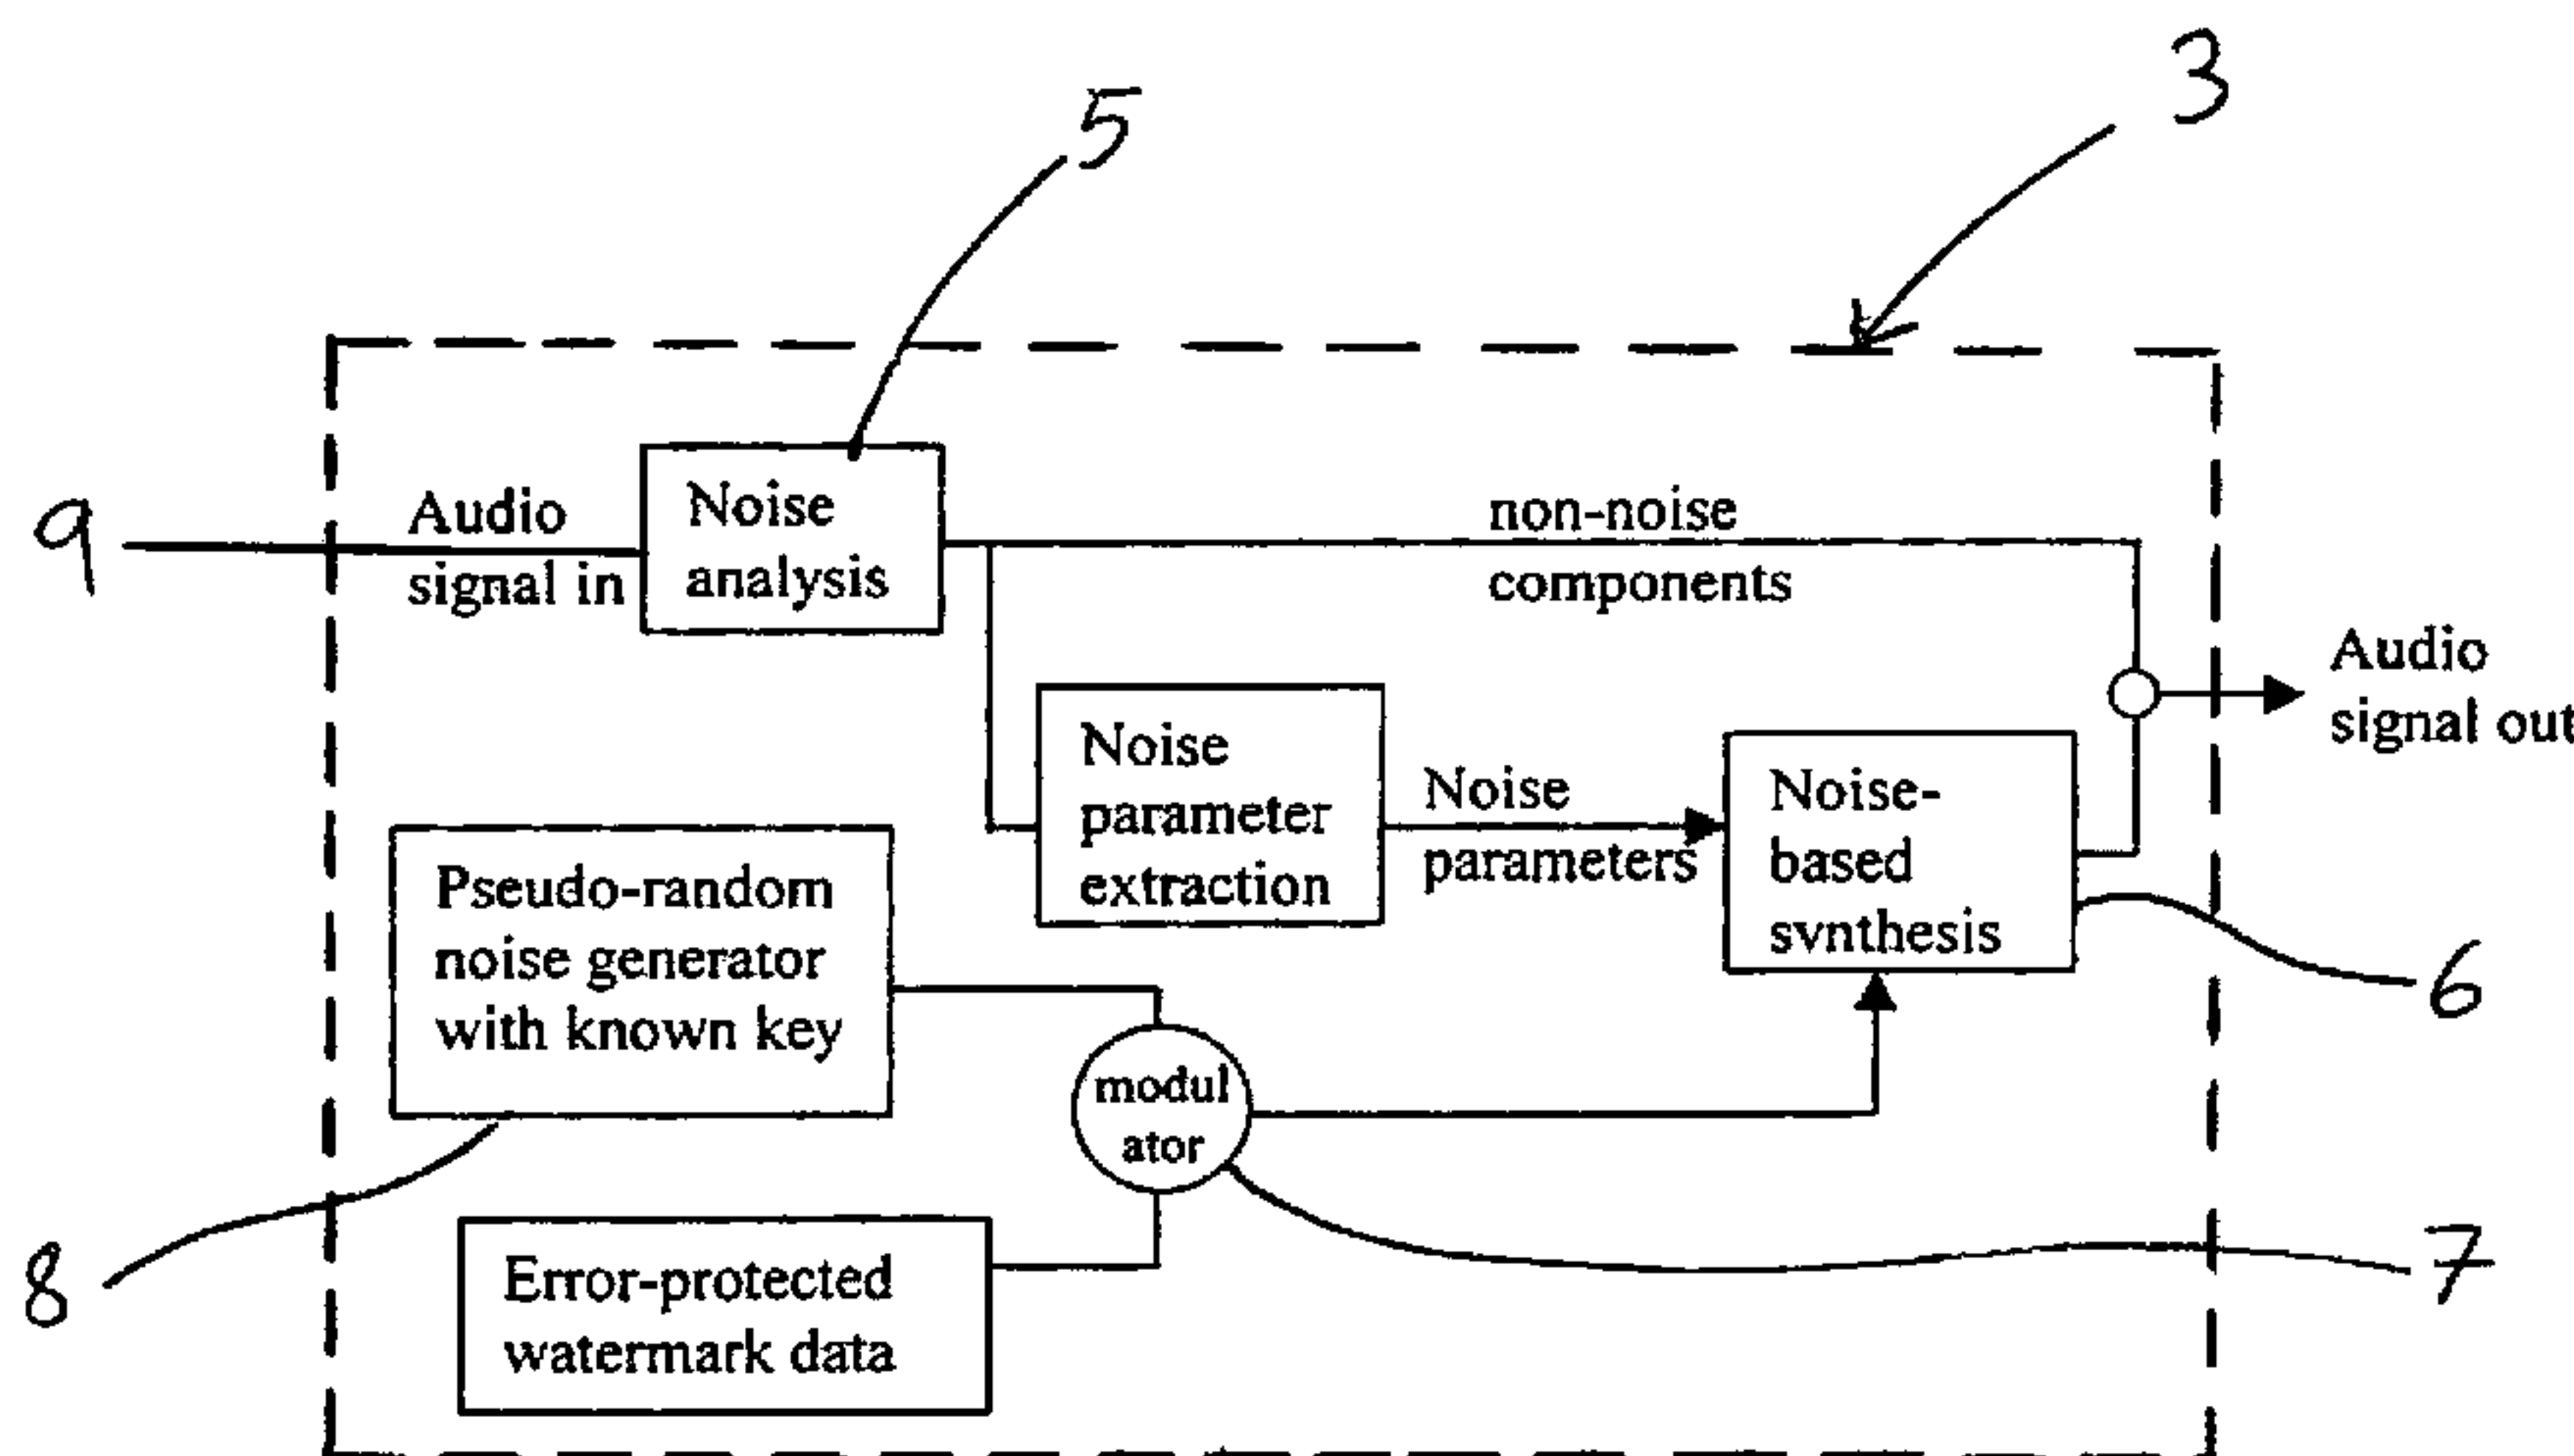 3
5
9
Audio
signal in
Noise
analysis
non-noise
components
Audio
signal out
Noise
parameter
extraction
Noise
parameters
Noise-
based
svnthesis
Pseudo-random
noise generator
with known key
6
modul
ator
8
7
Error-protected
watermark data